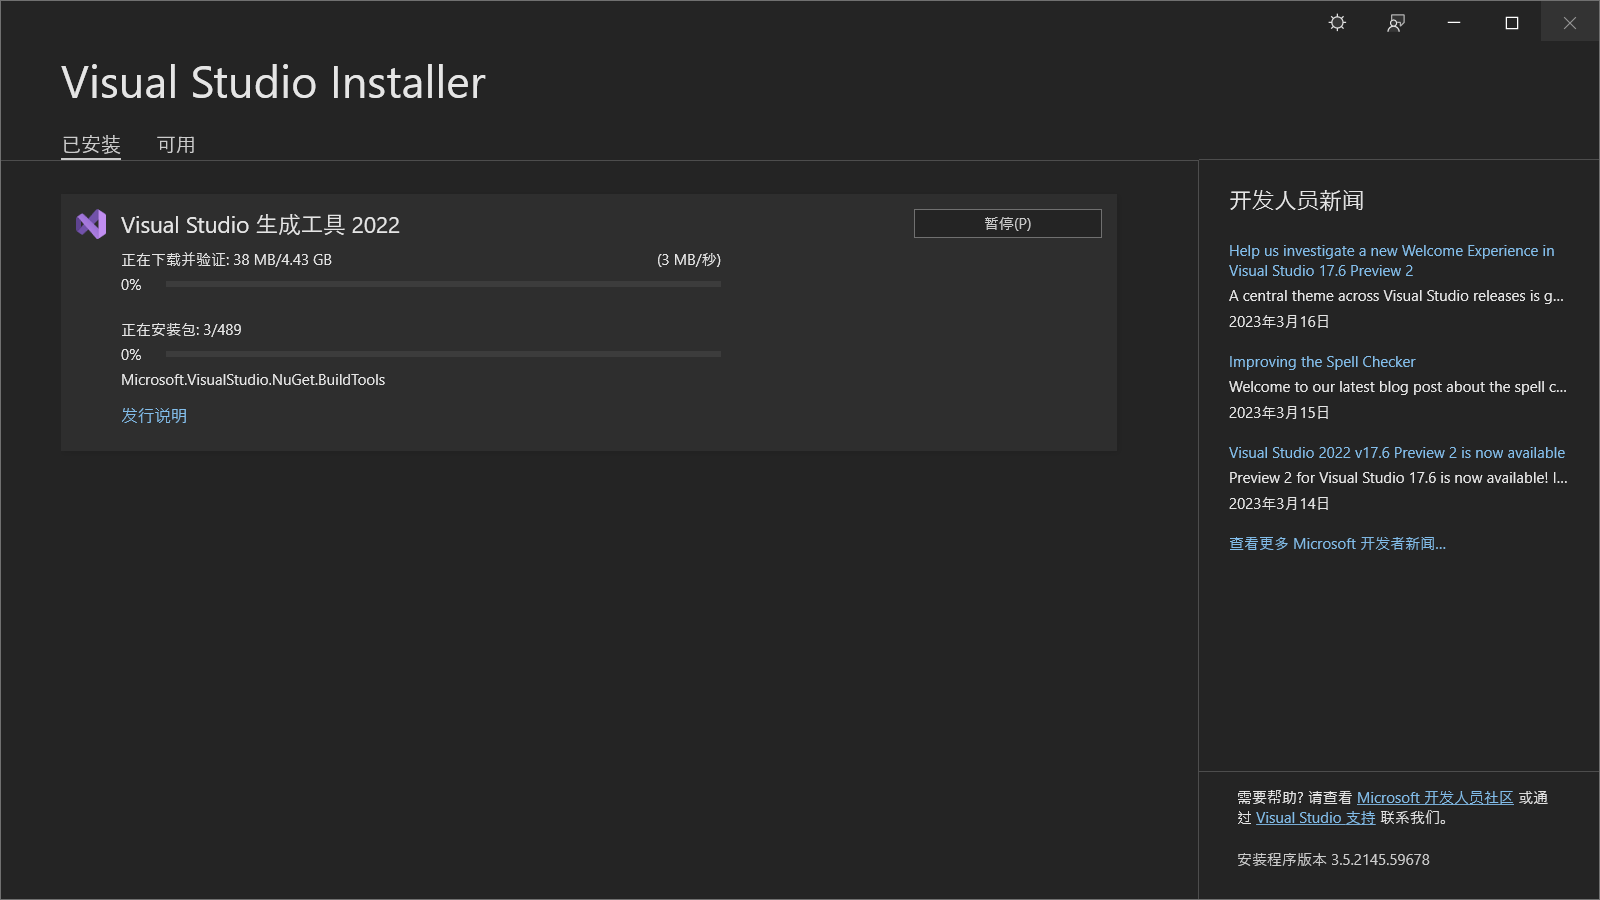 Visual Studio Installer
已安装 可用
Visual Studio 生成工具 2022
暂停(P)
正在下载并验证: 38 MB/4.43 GB (3 MB/秒)
0%
正在安装包: 3/489
0%
Microsoft.VisualStudio.NuGet.BuildTools
发行说明
开发人员新闻
Help us investigate a new Welcome Experience in
Visual Studio 17.6 Preview 2
A central theme across Visual Studio releases is g...
2023年3月16日
Improving the Spell Checker
Welcome to our latest blog post about the spell c...
2023年3月15日
Visual Studio 2022 v17.6 Preview 2 is now available
Preview 2 for Visual Studio 17.6 is now available! I...
2023年3月14日
查看更多 Microsoft 开发者新闻...
需要帮助? 请查看 Microsoft 开发人员社区 或通
过 Visual Studio 支持 联系我们。
安装程序版本 3.5.2145.59678